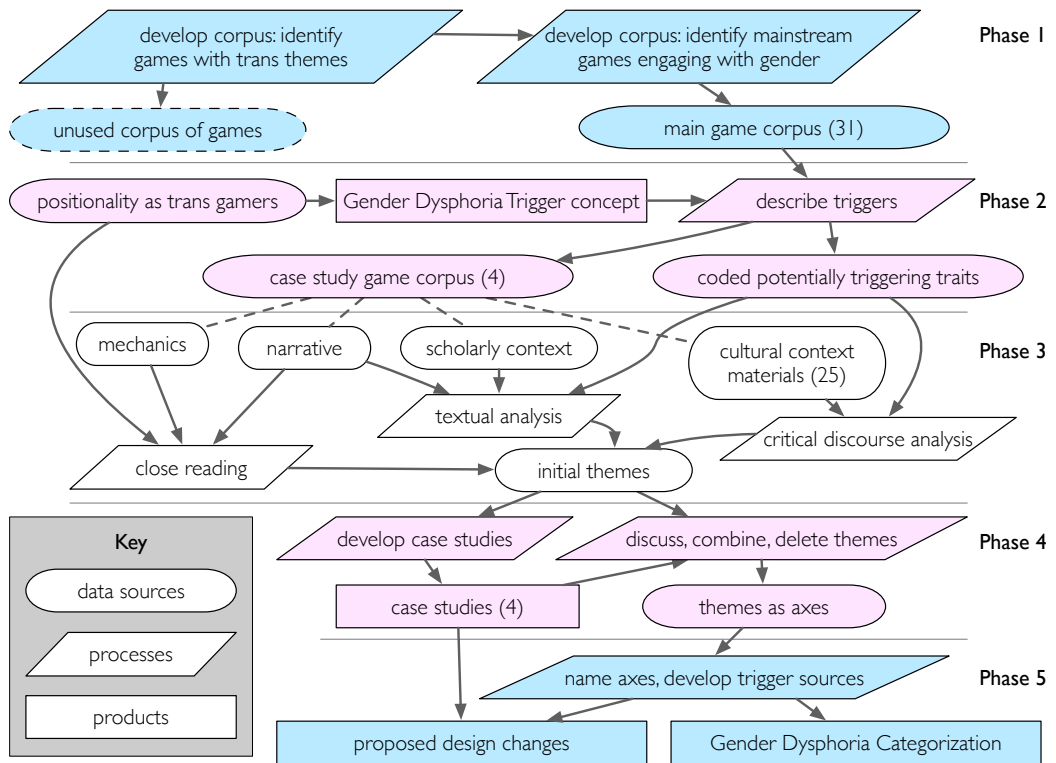 develop corpus: identify
games with trans themes
develop corpus: identify mainstream
games engaging with gender
Phase 1
unused corpus of games
main game corpus (31)
positionality as trans gamers
Gender Dysphoria Trigger concept
describe triggers
Phase 2
case study game corpus (4)
coded potentially triggering traits
mechanics
narrative
scholarly context
cultural context
materials (25)
Phase 3
textual analysis
critical discourse analysis
close reading
initial themes
Key
data sources
processes
products
develop case studies
discuss, combine, delete themes
Phase 4
case studies (4)
themes as axes
name axes, develop trigger sources
Phase 5
proposed design changes
Gender Dysphoria Categorization